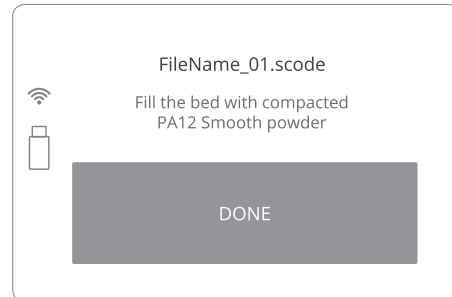 FileName_01.scode
Fill the bed with compacted
PA12 Smooth powder
DONE